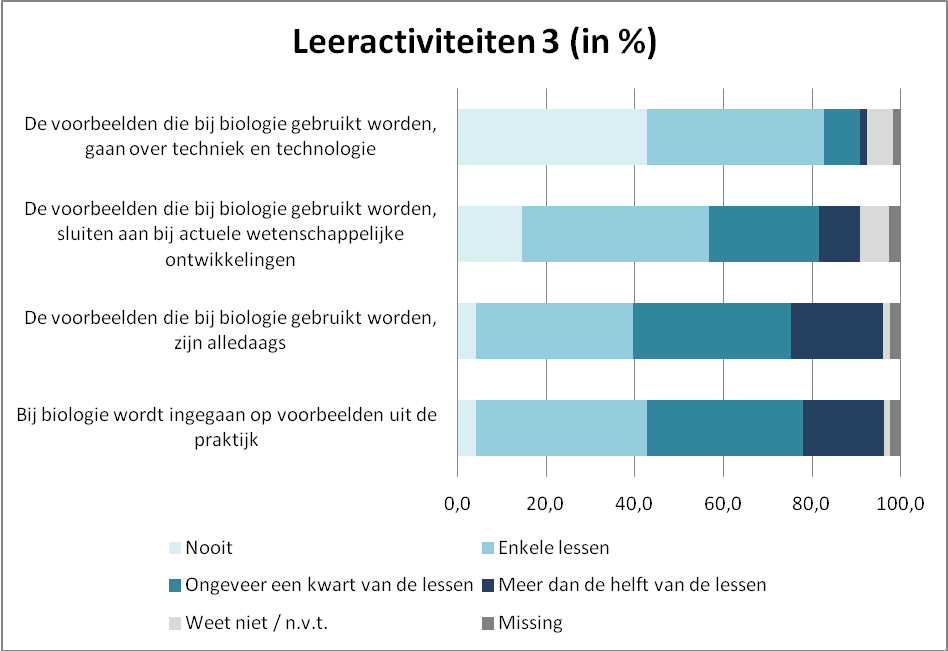 Leeractiviteiten 3 (in %)
De voorbeelden die bij biologie gebruikt worden,
gaan over techniek en technologie
De voorbeelden die bij biologie gebruikt worden,
sluiten aan bij actuele wetenschappelijke
ontwikkelingen
De voorbeelden die bij biologie gebruikt worden,
zijn alledaags
Bij biologie wordt ingegaan op voorbeelden uit de
praktijk
0,0 20,0 40,0 60,0 80,0 100,0
Nooit Enkele lessen
Ongeveer een kwart van de lessen Meer dan de helft van de lessen
Weet niet / n.v.t. Missing